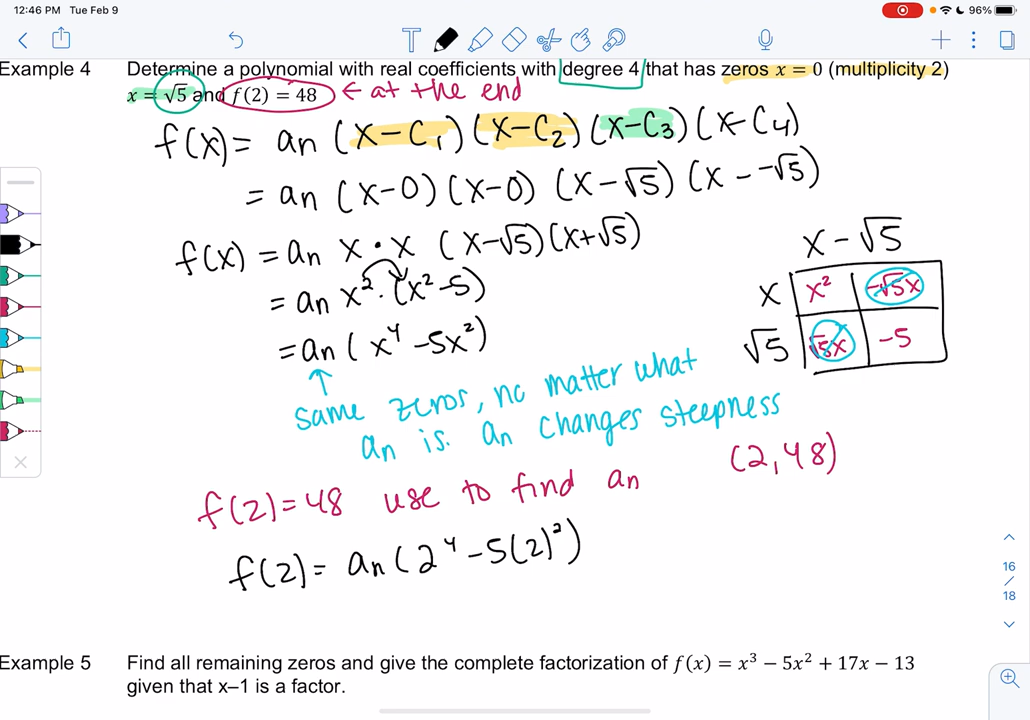 12:46 PM Tue Feb 9
96%
T
Example 4 Determine a polynomial with real coefficients with degree 4 that has zeros x = 0 (multiplicity 2)
x = √5 and f(2) = 48 ← at the end
f(x) = an (x-C₁) (x-C₂) (x-C₃) (x-C₄)
= an (x-0) (x-0) (x-√5) (x--√5)
f(x) = an x • x (x-√5)(x+√5)
x - √5
= an x² · (x²-5)
x x² -√5x
= an (x⁴ -5x²)
√5 √5x -5
↑
same zeros, no matter what
an is. an changes steepness
(2,48)
f(2)=48 use to find an
f(2)= an (2⁴ -5(2)²)
16
/
18
Example 5 Find all remaining zeros and give the complete factorization of f(x) = x³ − 5x² + 17x − 13
given that x–1 is a factor.